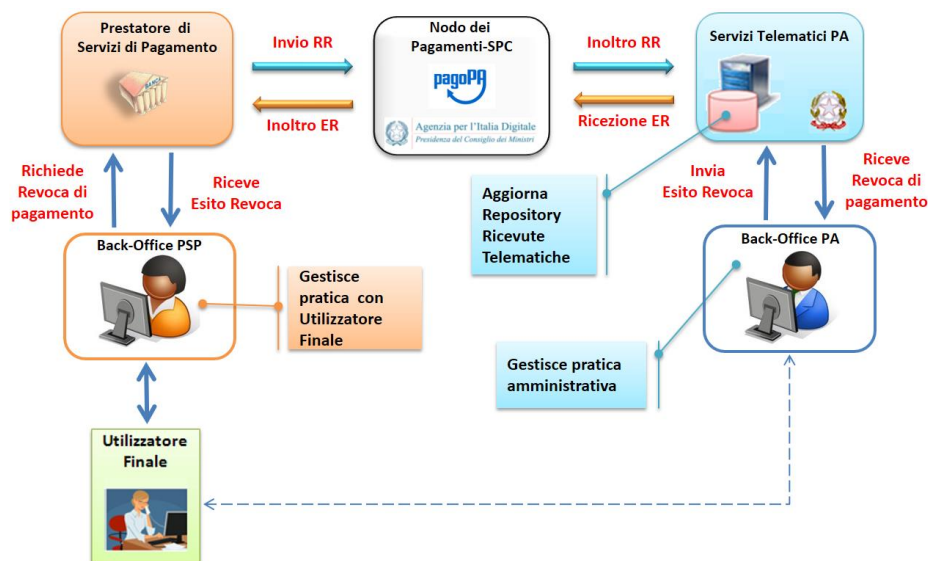 Prestatore di
Servizi di Pagamento
BANCA
Invio RR
Inoltro ER
Nodo dei
Pagamenti-SPC
pagoPA
Agenzia per l'Italia Digitale
Presidenza del Consiglio dei Ministri
Inoltro RR
Ricezione ER
Servizi Telematici PA
Richiede
Revoca di
pagamento
Riceve
Esito Revoca
Aggiorna
Repository
Ricevute
Telematiche
Invia
Esito Revoca
Riceve
Revoca di
pagamento
Back-Office PSP
Gestisce
pratica con
Utilizzatore
Finale
Back-Office PA
Gestisce pratica
amministrativa
Utilizzatore
Finale